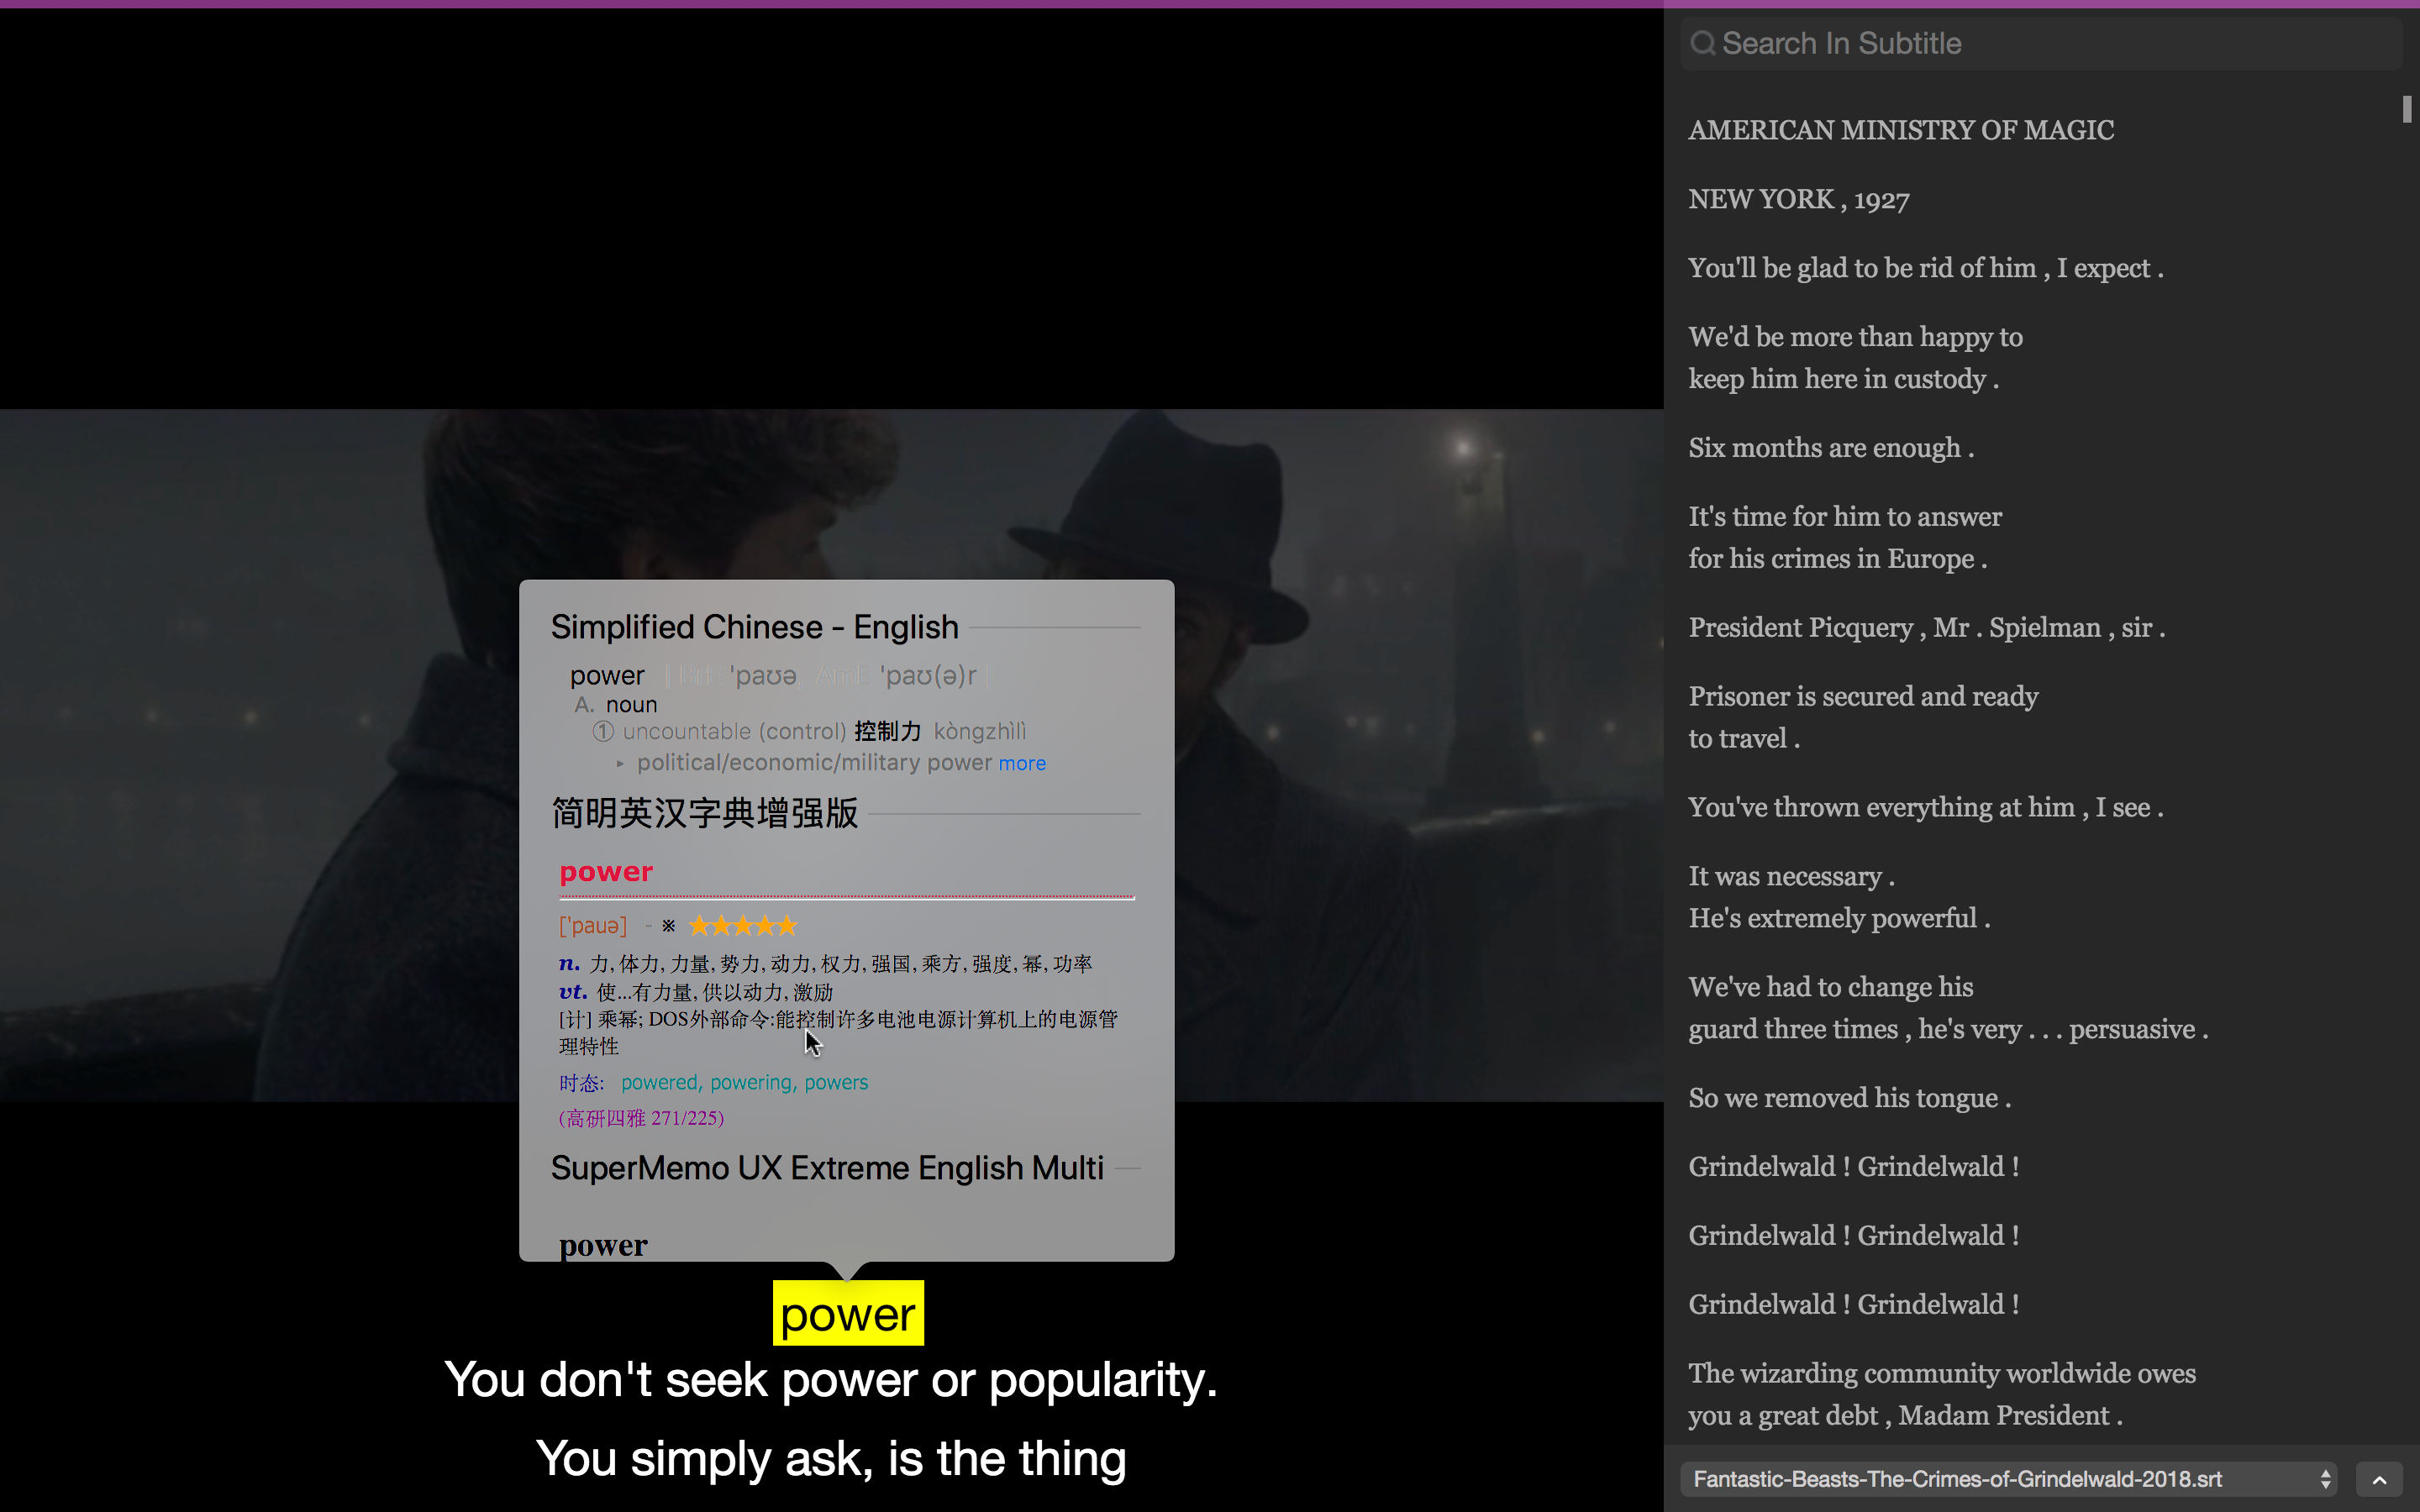 Simplified Chinese - English
power | BrE 'paʊə, AmE 'paʊ(ə)r |
A. noun
① uncountable (control) 控制力 kòngzhìlì
▸ political/economic/military power more
简明英汉字典增强版
power
['pauə] - ※ ★★★★★
n. 力, 体力, 力量, 势力, 动力, 权力, 强国, 乘方, 强度, 幂, 功率
vt. 使...有力量, 供以动力, 激励
[计] 乘幂; DOS外部命令:能控制许多电池电源计算机上的电源管
理特性
时态: powered, powering, powers
(高研四雅 271/225)
SuperMemo UX Extreme English Multi
power
power
You don't seek power or popularity.
You simply ask, is the thing
Search In Subtitle
AMERICAN MINISTRY OF MAGIC
NEW YORK , 1927
You'll be glad to be rid of him , I expect .
We'd be more than happy to
keep him here in custody .
Six months are enough .
It's time for him to answer
for his crimes in Europe .
President Picquery , Mr . Spielman , sir .
Prisoner is secured and ready
to travel .
You've thrown everything at him , I see .
It was necessary .
He's extremely powerful .
We've had to change his
guard three times , he's very . . . persuasive .
So we removed his tongue .
Grindelwald ! Grindelwald !
Grindelwald ! Grindelwald !
Grindelwald ! Grindelwald !
The wizarding community worldwide owes
you a great debt , Madam President .
Fantastic-Beasts-The-Crimes-of-Grindelwald-2018.srt